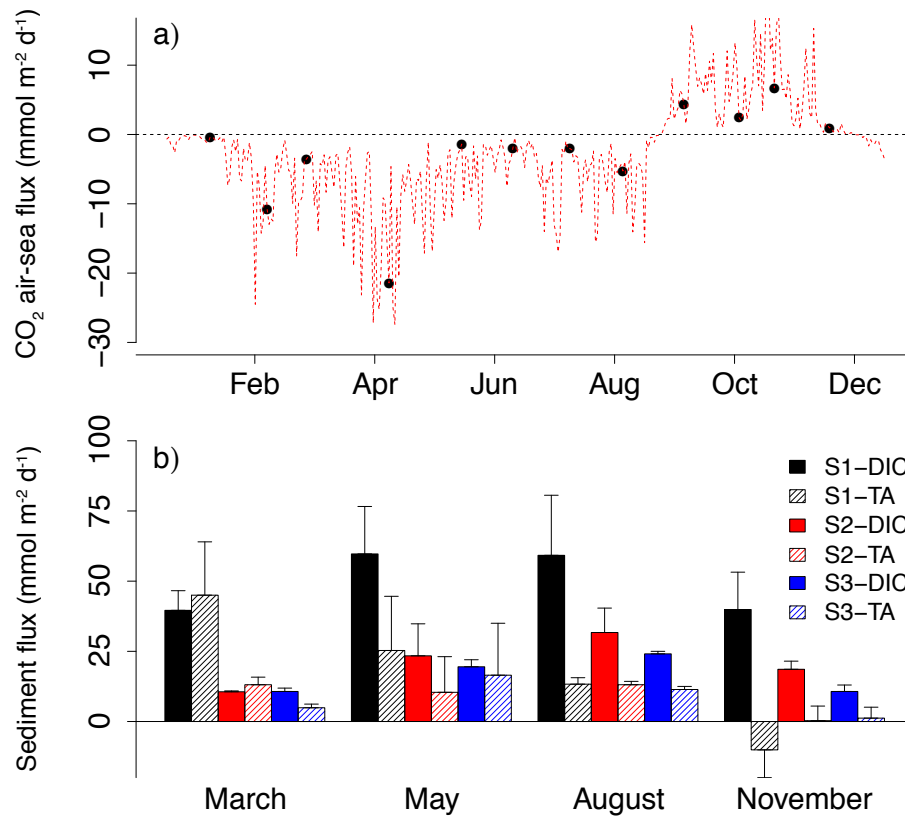 a)
CO₂ air−sea flux (mmol m⁻² d⁻¹)
10
0
−10
−20
−30
Feb Apr Jun Aug Oct Dec
b)
Sediment flux (mmol m⁻² d⁻¹)
100
75
50
25
0
S1−DIC
S1−TA
S2−DIC
S2−TA
S3−DIC
S3−TA
March May August November